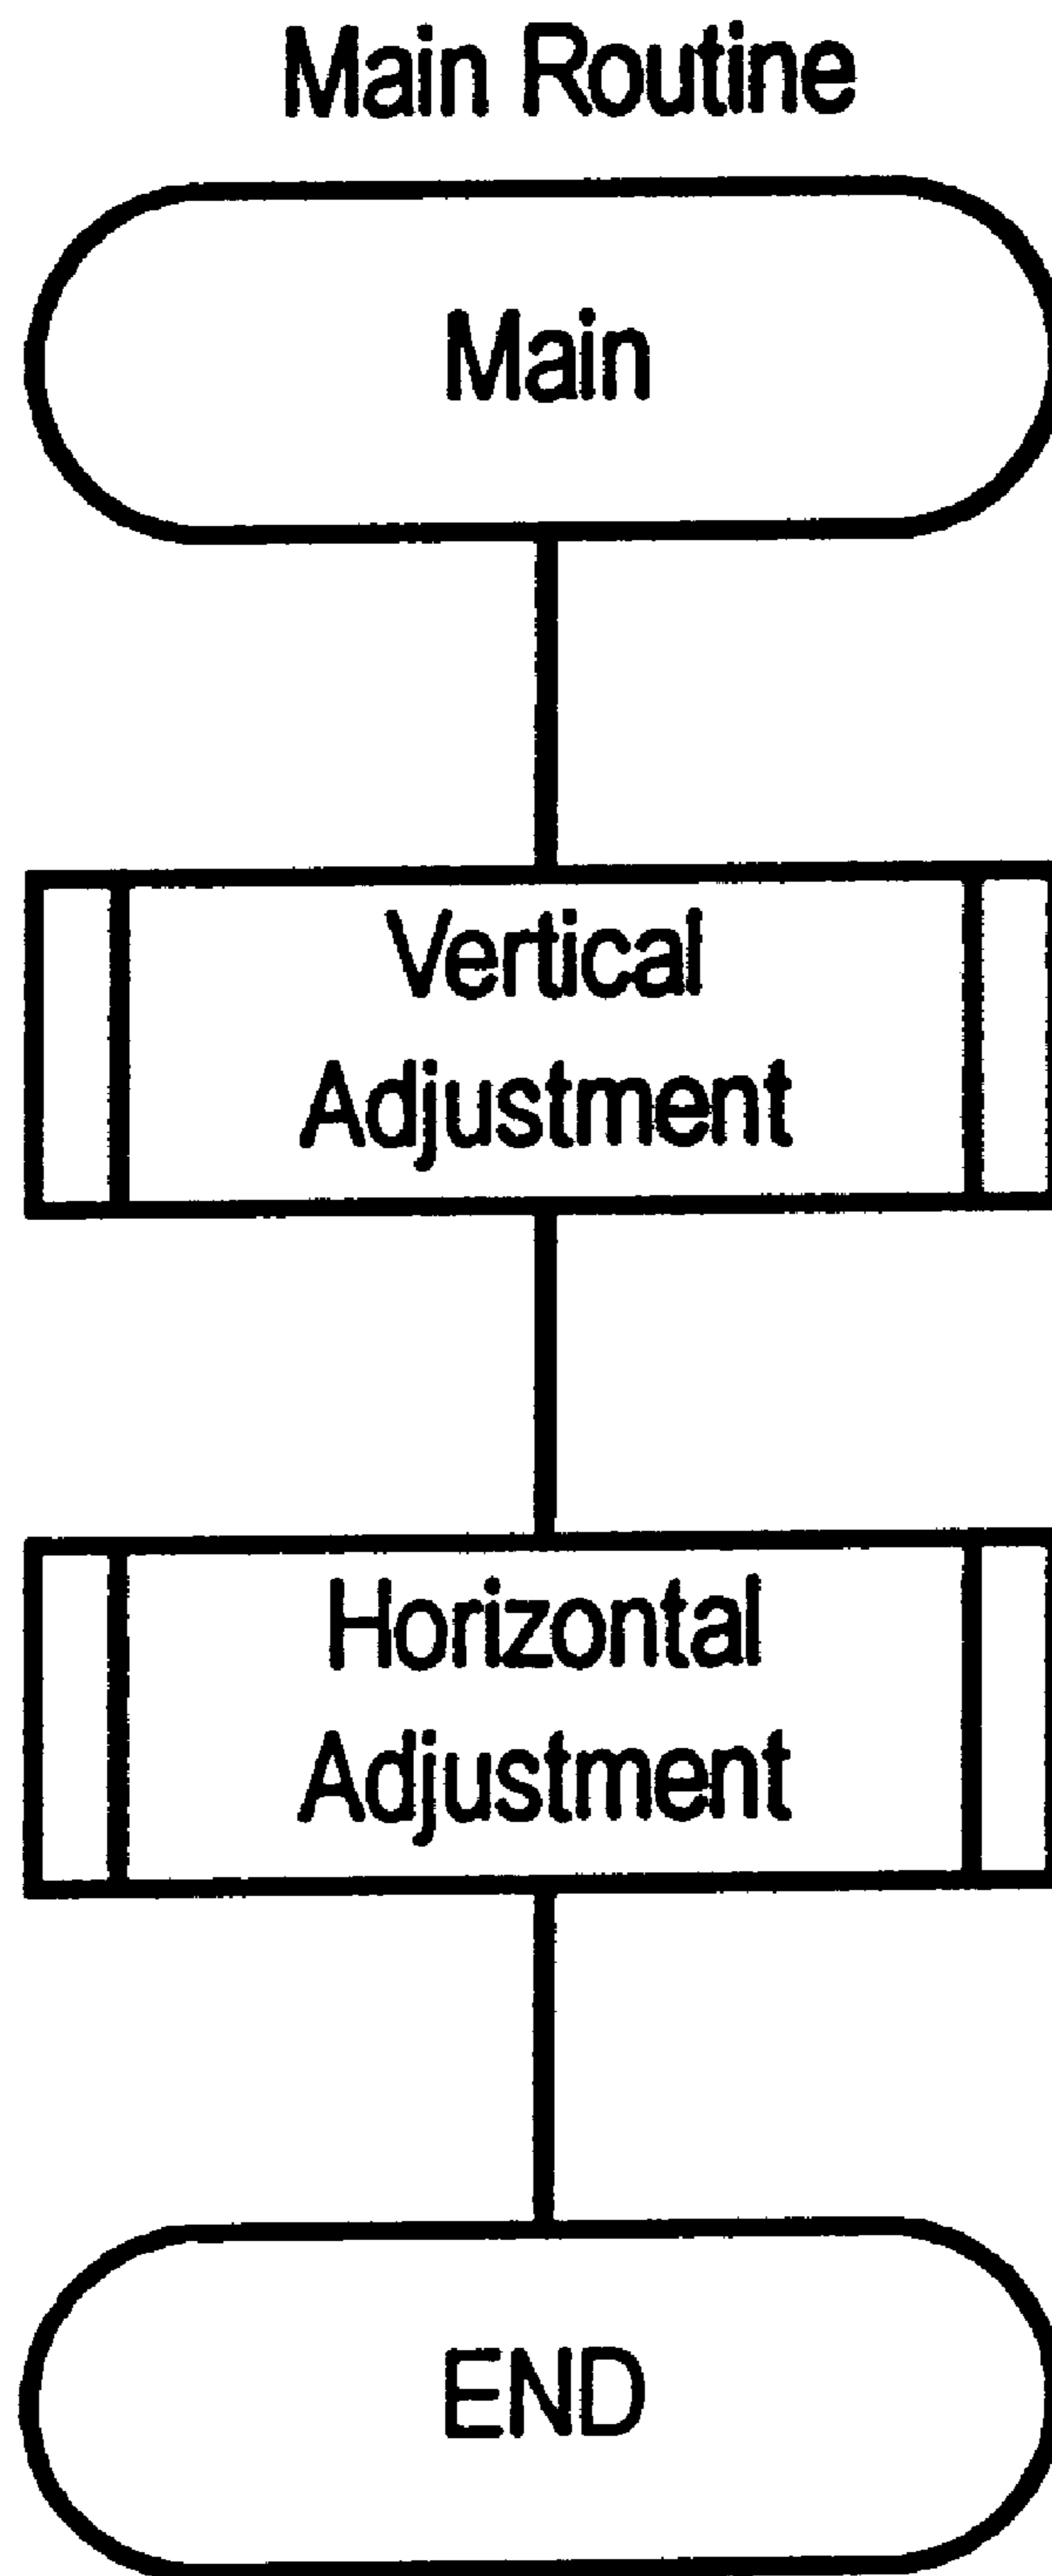 Main Routine
Main
Vertical
Adjustment
Horizontal
Adjustment
END